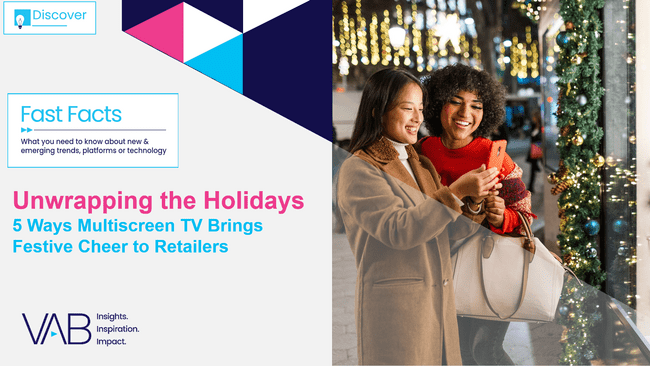 Discover
Fast Facts
What you need to know about new &
emerging trends, platforms or technology
Unwrapping the Holidays
5 Ways Multiscreen TV Brings
Festive Cheer to Retailers
VAB
Insights.
Inspiration.
Impact.